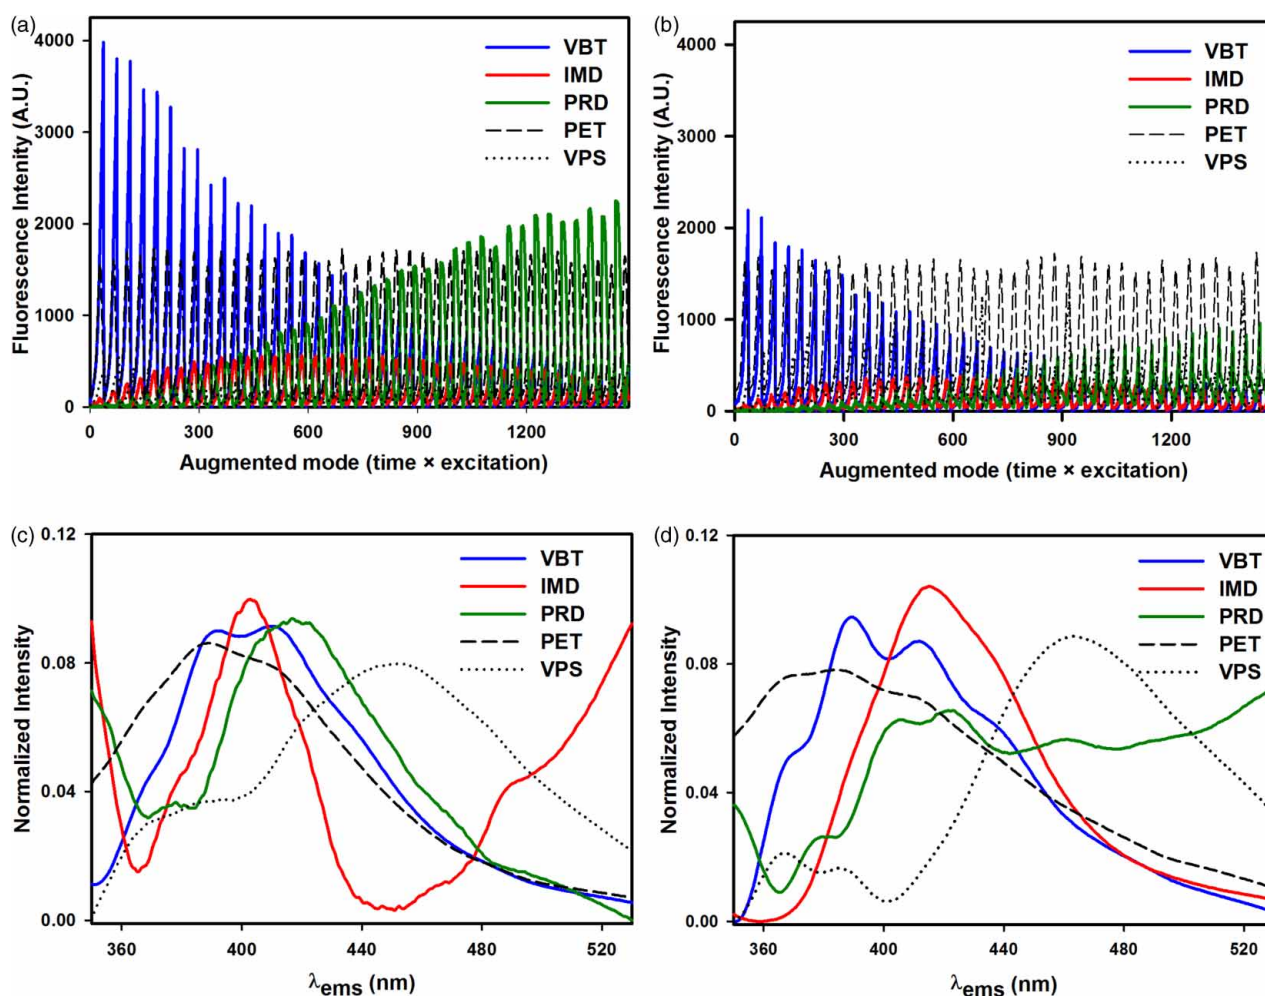 (a)
Fluorescence Intenity (A.U.)
4000
3000
2000
1000
0
VBT
IMD
PRD
PET
VPS
0 300 600 900 1200
Augmented mode (time × excitation)
(b)
Fluorescence Intensity (A.U.)
4000
3000
2000
1000
0
VBT
IMD
PRD
PET
VPS
0 300 600 900 1200
Augmented mode (time × excitation)
(c)
Normalized Intensity
0.12
0.08
0.04
0.00
VBT
IMD
PRD
PET
VPS
360 400 440 480 520
λems (nm)
(d)
Normalized Intensity
0.12
0.08
0.04
0.00
VBT
IMD
PRD
PET
VPS
360 400 440 480 520
λems (nm)